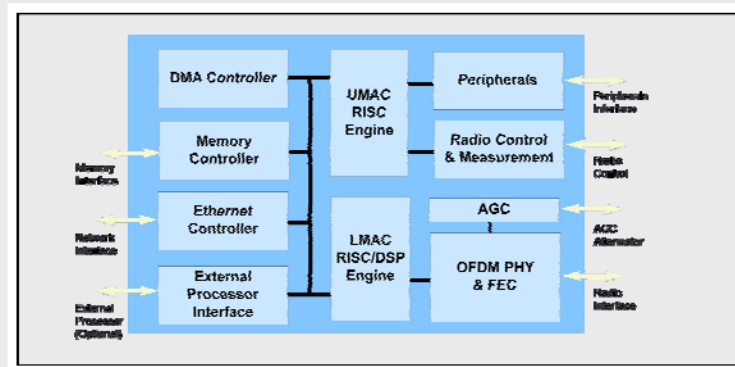 DMA Controller
UMAC
RISC
Engine
Peripherals
Peripherals
Interface
Memory
Controller
Memory
Interface
Radio Control
& Measurement
Radio
Control
Ethernet
Controller
Network
Interface
LMAC
RISC/DSP
Engine
AGC
AGC
Attenuator
OFDM PHY
& FEC
Radio
Interface
External
Processor
Interface
External
Processor
(Optional)